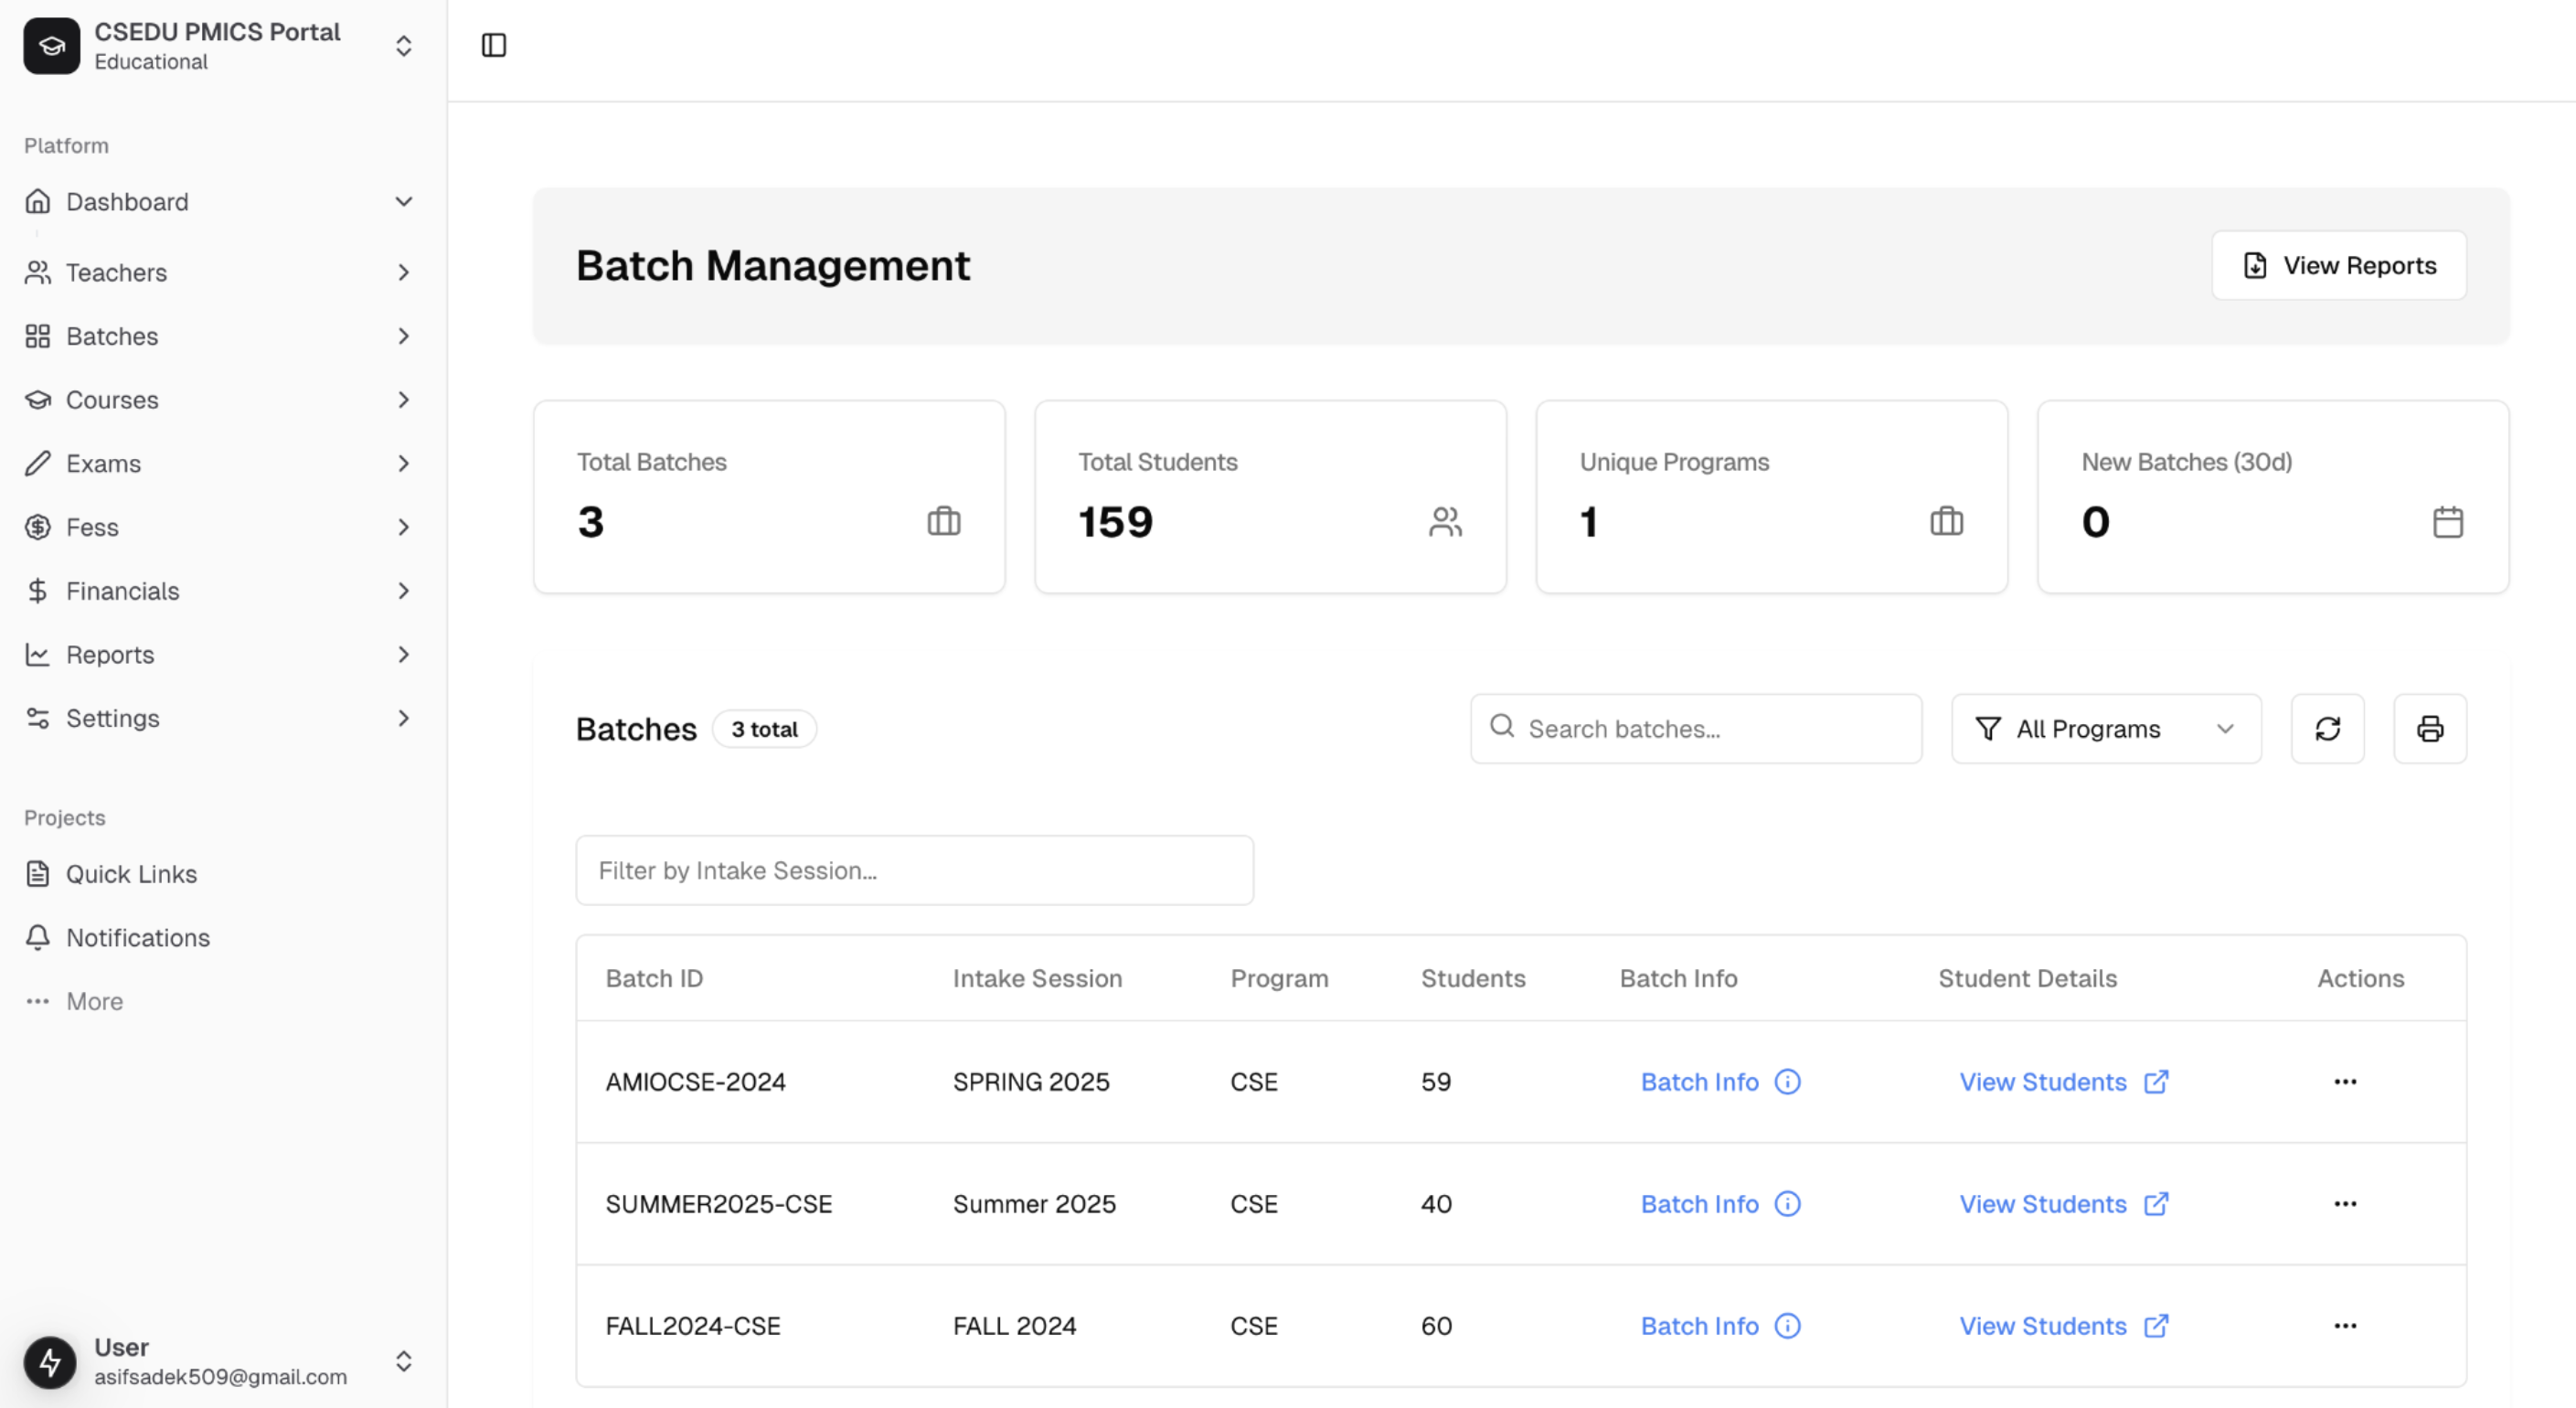 CSEDU PMICS Portal
Educational
Platform
Dashboard
Teachers
Batches
Courses
Exams
Fess
Financials
Reports
Settings
Projects
Quick Links
Notifications
More
User
asifsadek509@gmail.com
Batch Management
View Reports
Total Batches
3
Total Students
159
Unique Programs
1
New Batches (30d)
0
Batches 3 total
Search batches...
All Programs
Filter by Intake Session...
Batch ID Intake Session Program Students Batch Info Student Details Actions
AMIOCSE-2024 SPRING 2025 CSE 59 Batch Info View Students
SUMMER2025-CSE Summer 2025 CSE 40 Batch Info View Students
FALL2024-CSE FALL 2024 CSE 60 Batch Info View Students